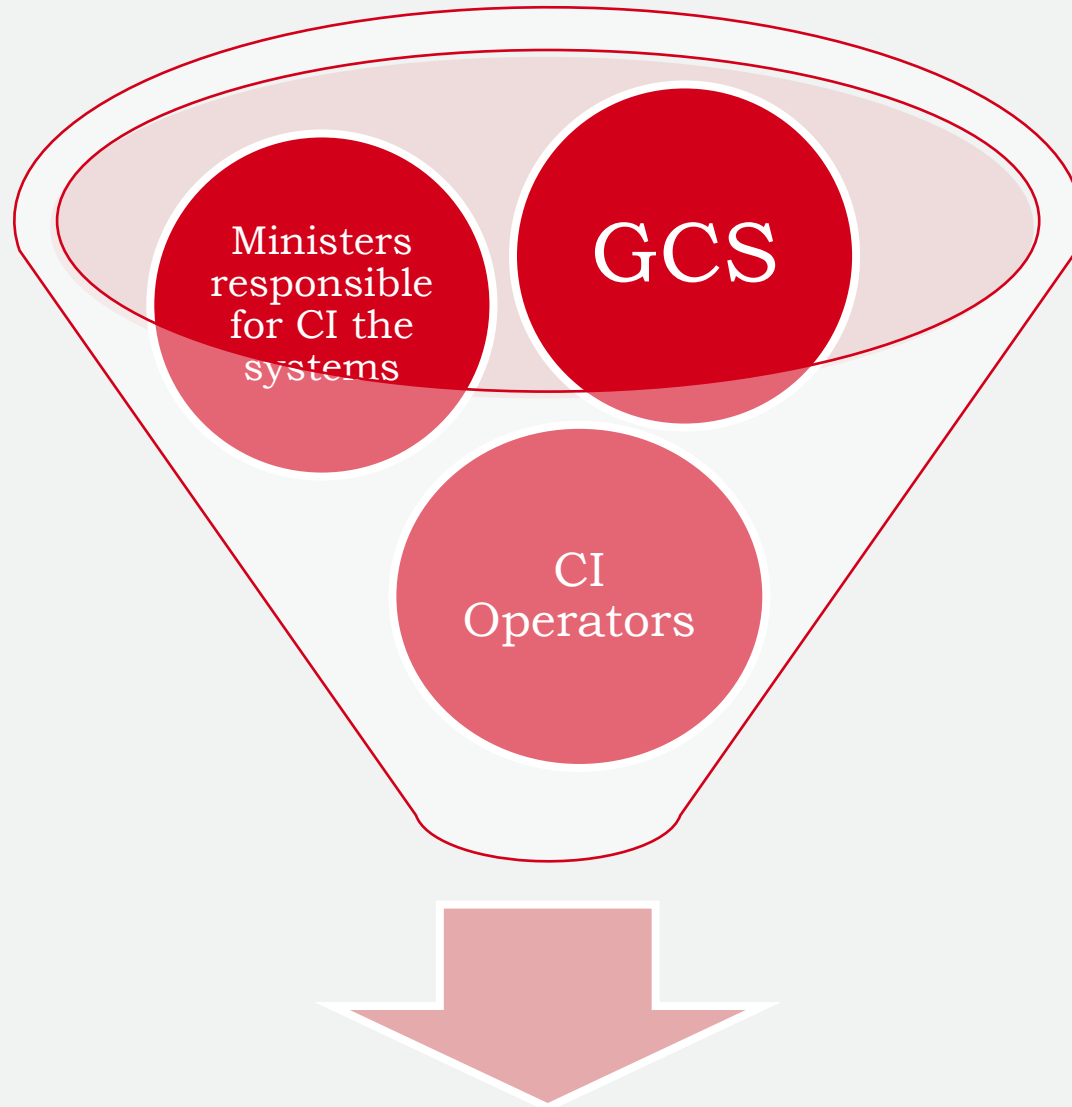 Ministers
responsible
for CI the
systems
GCS
CI
Operators